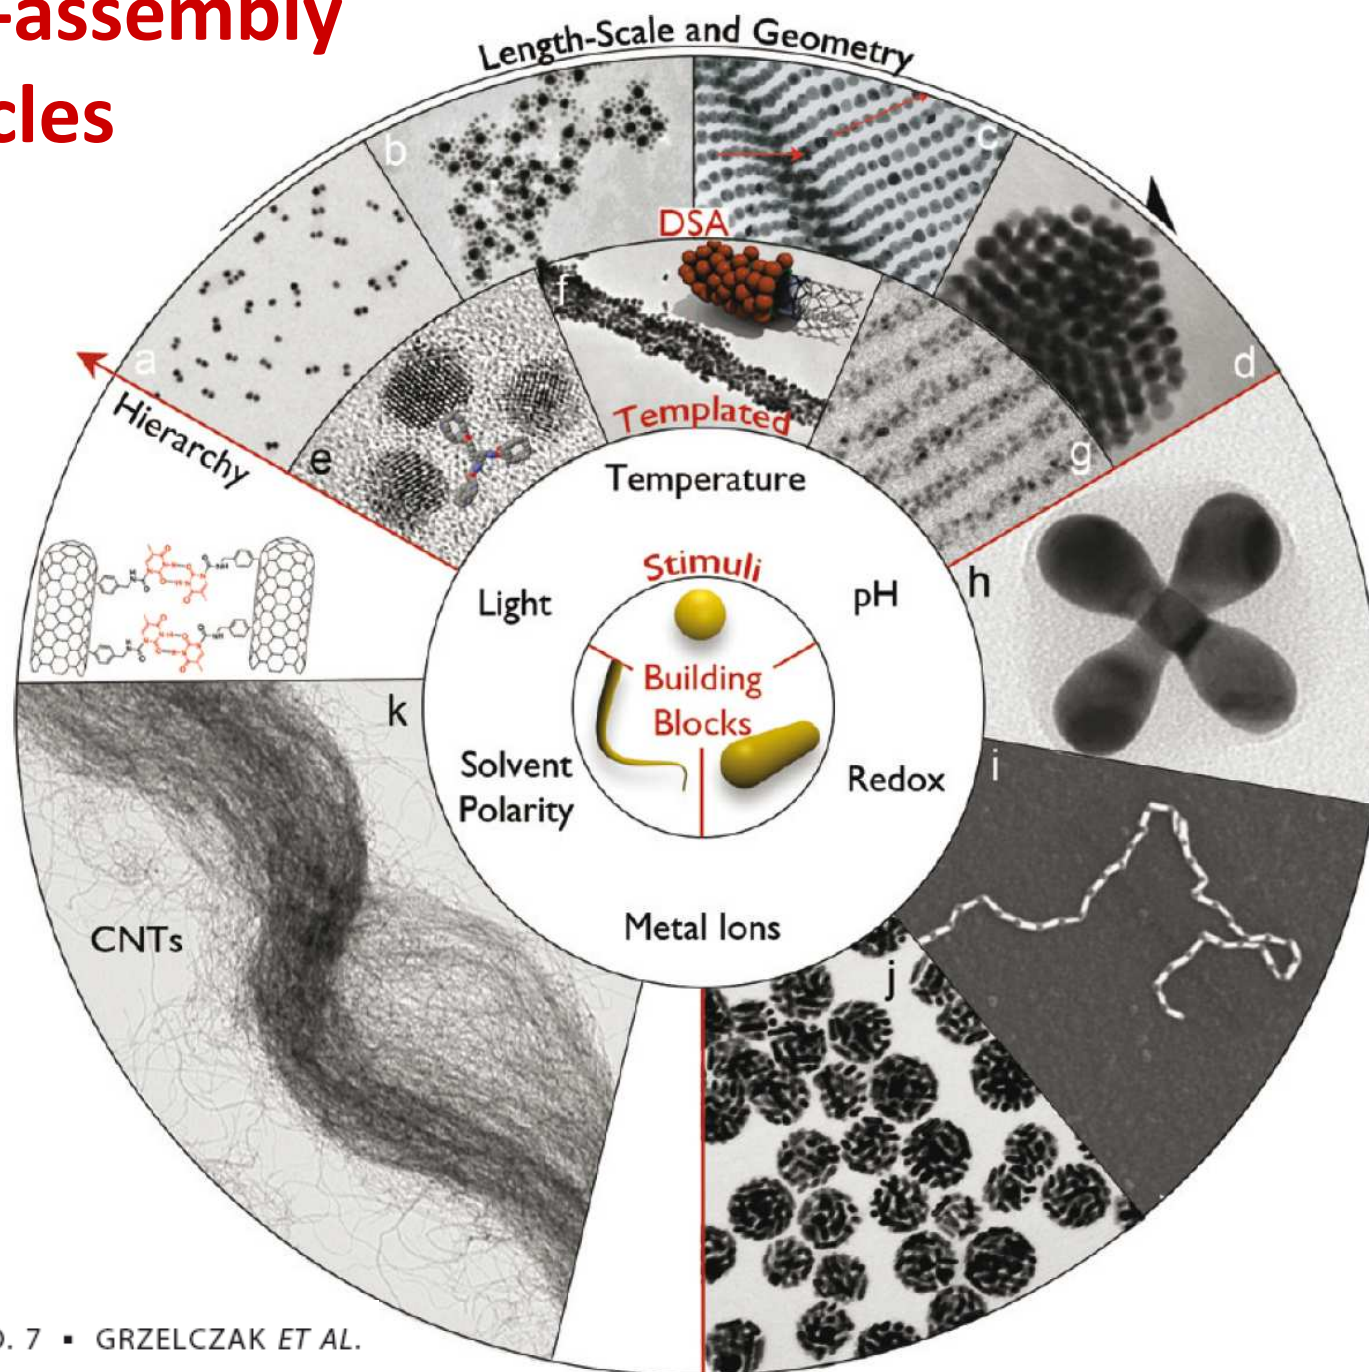 -assembly
cles
Length-Scale and Geometry
b
c
DSA
a
f
d
Hierarchy
Templated
e
g
Temperature
Stimuli
Light
pH
h
Building
Blocks
k
i
Solvent
Polarity
Redox
CNTs
Metal Ions
j
O. 7 ▪ GRZELCZAK ET AL.